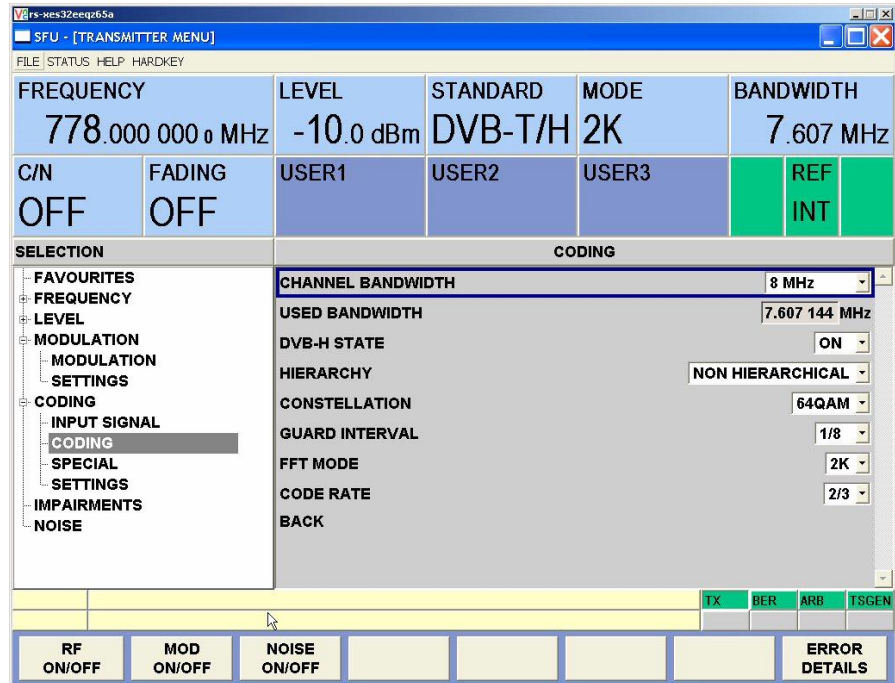 rs-xes32eeqz65a
SFU - [TRANSMITTER MENU]
FILE STATUS HELP HARDKEY
FREQUENCY LEVEL STANDARD MODE BANDWIDTH
778.000 000 0 MHz -10.0 dBm DVB-T/H 2K 7.607 MHz
C/N FADING USER1 USER2 USER3 REF
OFF OFF INT
SELECTION CODING
FAVOURITES
FREQUENCY
LEVEL
MODULATION
MODULATION
SETTINGS
CODING
INPUT SIGNAL
CODING
SPECIAL
SETTINGS
IMPAIRMENTS
NOISE
CHANNEL BANDWIDTH 8 MHz
USED BANDWIDTH 7.607 144 MHz
DVB-H STATE ON
HIERARCHY NON HIERARCHICAL
CONSTELLATION 64QAM
GUARD INTERVAL 1/8
FFT MODE 2K
CODE RATE 2/3
BACK
TX BER ARB TSGEN
RF ON/OFF
MOD ON/OFF
NOISE ON/OFF
ERROR DETAILS